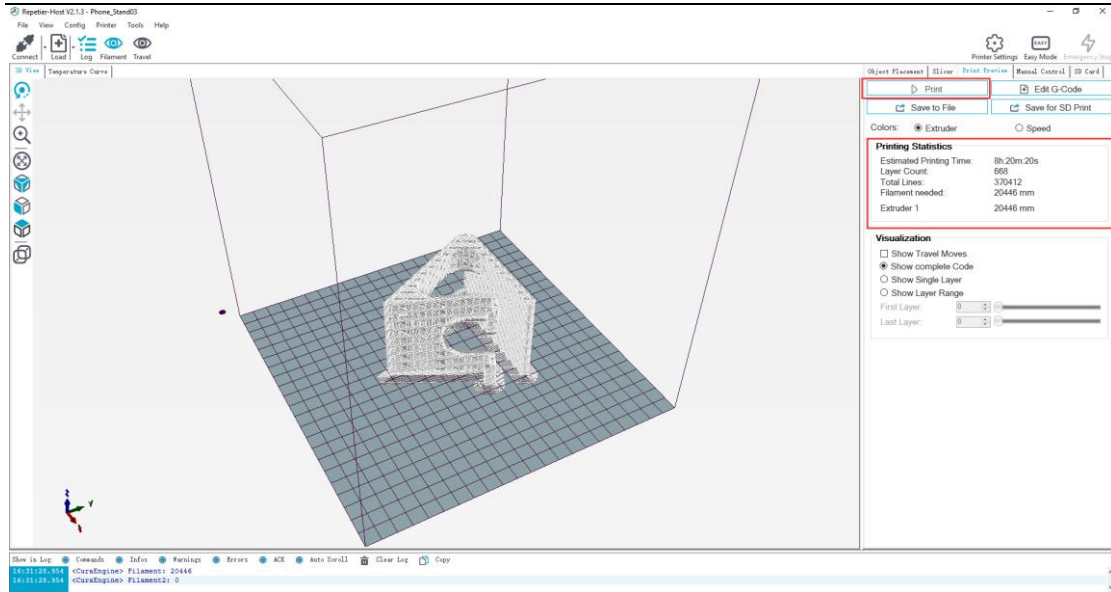 Repetier-Host V2.1.3 - Phone_Stand03
File View Config Printer Tools Help
Connect Load Log Filament Travel
Printer Settings Easy Mode Emergency Stop
EASY
3D View Temperature Curve
Object Placement Slicer Print Preview Manual Control SD Card
Print Edit G-Code
Save to File Save for SD Print
Colors: Extruder Speed
Printing Statistics
Estimated Printing Time: 8h:20m:20s
Layer Count: 668
Total Lines: 370412
Filament needed: 20446 mm
Extruder 1 20446 mm
Visualization
Show Travel Moves
Show complete Code
Show Single Layer
Show Layer Range
First Layer: 0
Last Layer: 0
Z
Y
Show in Log: Commands Infos Warnings Errors ACK Auto Scroll Clear Log Copy
16:31:28.954 <CuraEngine> Filament: 20446
16:31:28.954 <CuraEngine> Filament2: 0